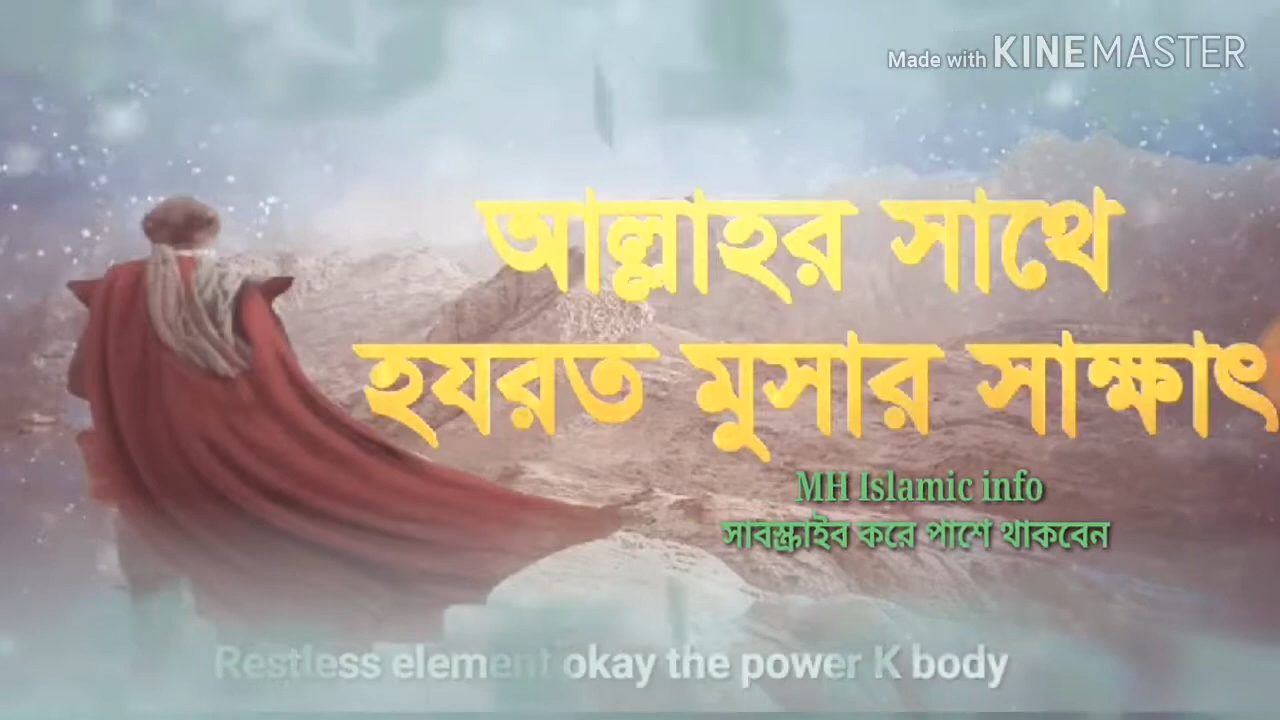 Made with KINEMASTER
আল্লাহর সাথে
হযরত মুসার সাক্ষাৎ
MH Islamic info
সাবস্ক্রাইব করে পাশে থাকবেন
Restless element okay the power K body